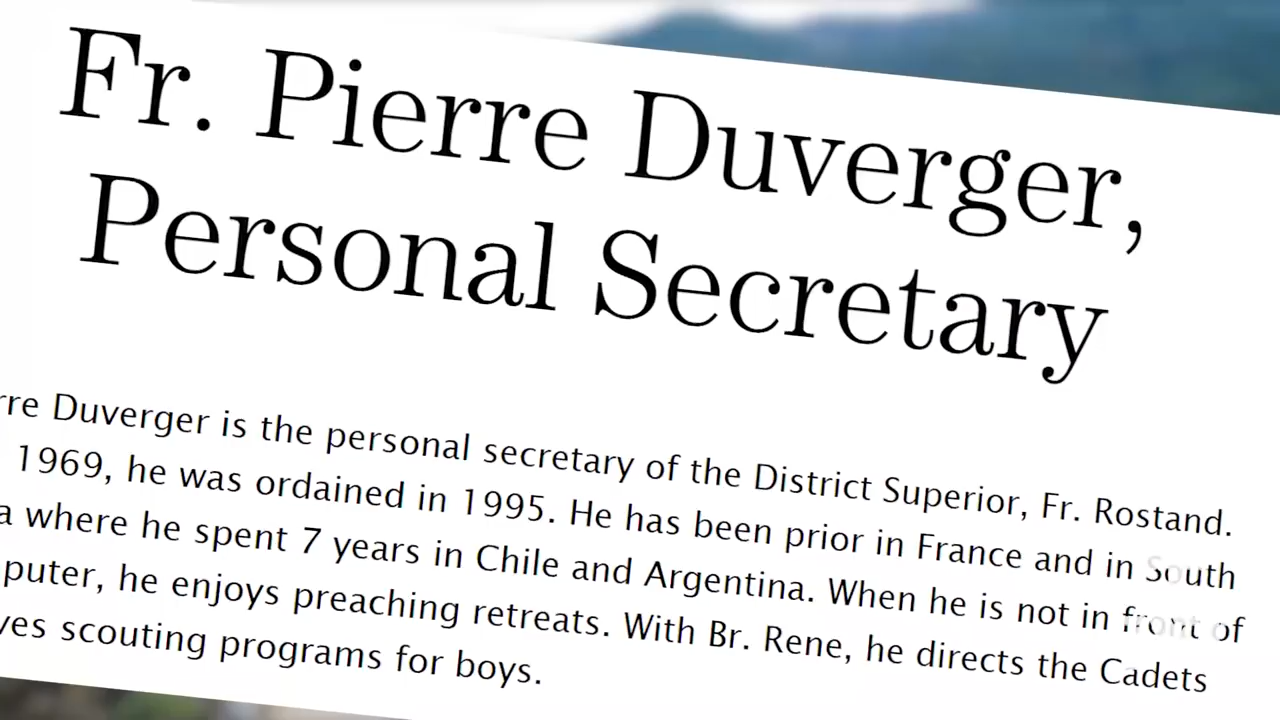 Fr. Pierre Duverger,
Personal Secretary
rre Duverger is the personal secretary of the District Superior, Fr. Rostand.
1969, he was ordained in 1995. He has been prior in France and in South
a where he spent 7 years in Chile and Argentina. When he is not in front of
puter, he enjoys preaching retreats. With Br. Rene, he directs the Cadets
ves scouting programs for boys.